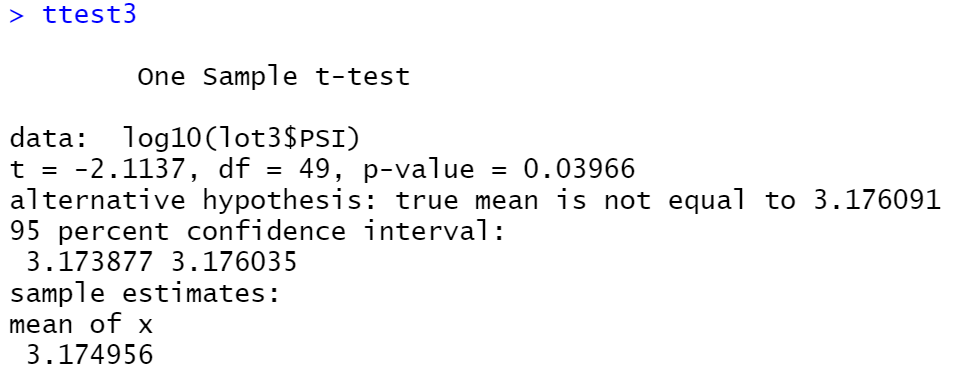 > ttest3
One Sample t-test
data:  log10(lot3$PSI)
t = -2.1137, df = 49, p-value = 0.03966
alternative hypothesis: true mean is not equal to 3.176091
95 percent confidence interval:
3.173877 3.176035
sample estimates:
mean of x
3.174956